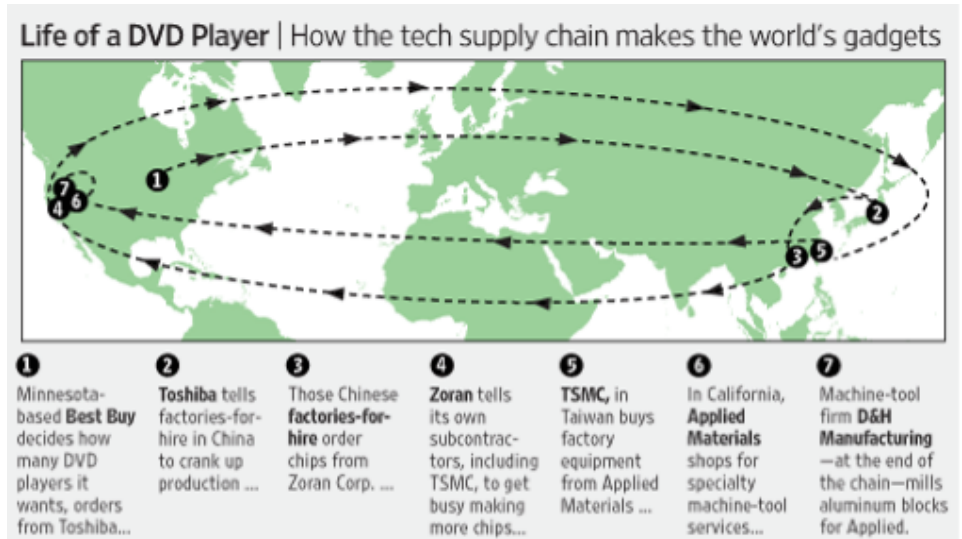 Life of a DVD Player | How the tech supply chain makes the world's gadgets
7
6
4
1
2
3
5
1
Minnesota-
based Best Buy
decides how
many DVD
players it
wants, orders
from Toshiba...
2
Toshiba tells
factories-for-
hire in China
to crank up
production ...
3
Those Chinese
factories-for-
hire order
chips from
Zoran Corp. ...
4
Zoran tells
its own
subcontrac-
tors, including
TSMC, to get
busy making
more chips...
5
TSMC, in
Taiwan buys
factory
equipment
from Applied
Materials ...
6
In California,
Applied
Materials
shops for
specialty
machine-tool
services...
7
Machine-tool
firm D&H
Manufacturing
—at the end of
the chain—mills
aluminum blocks
for Applied.